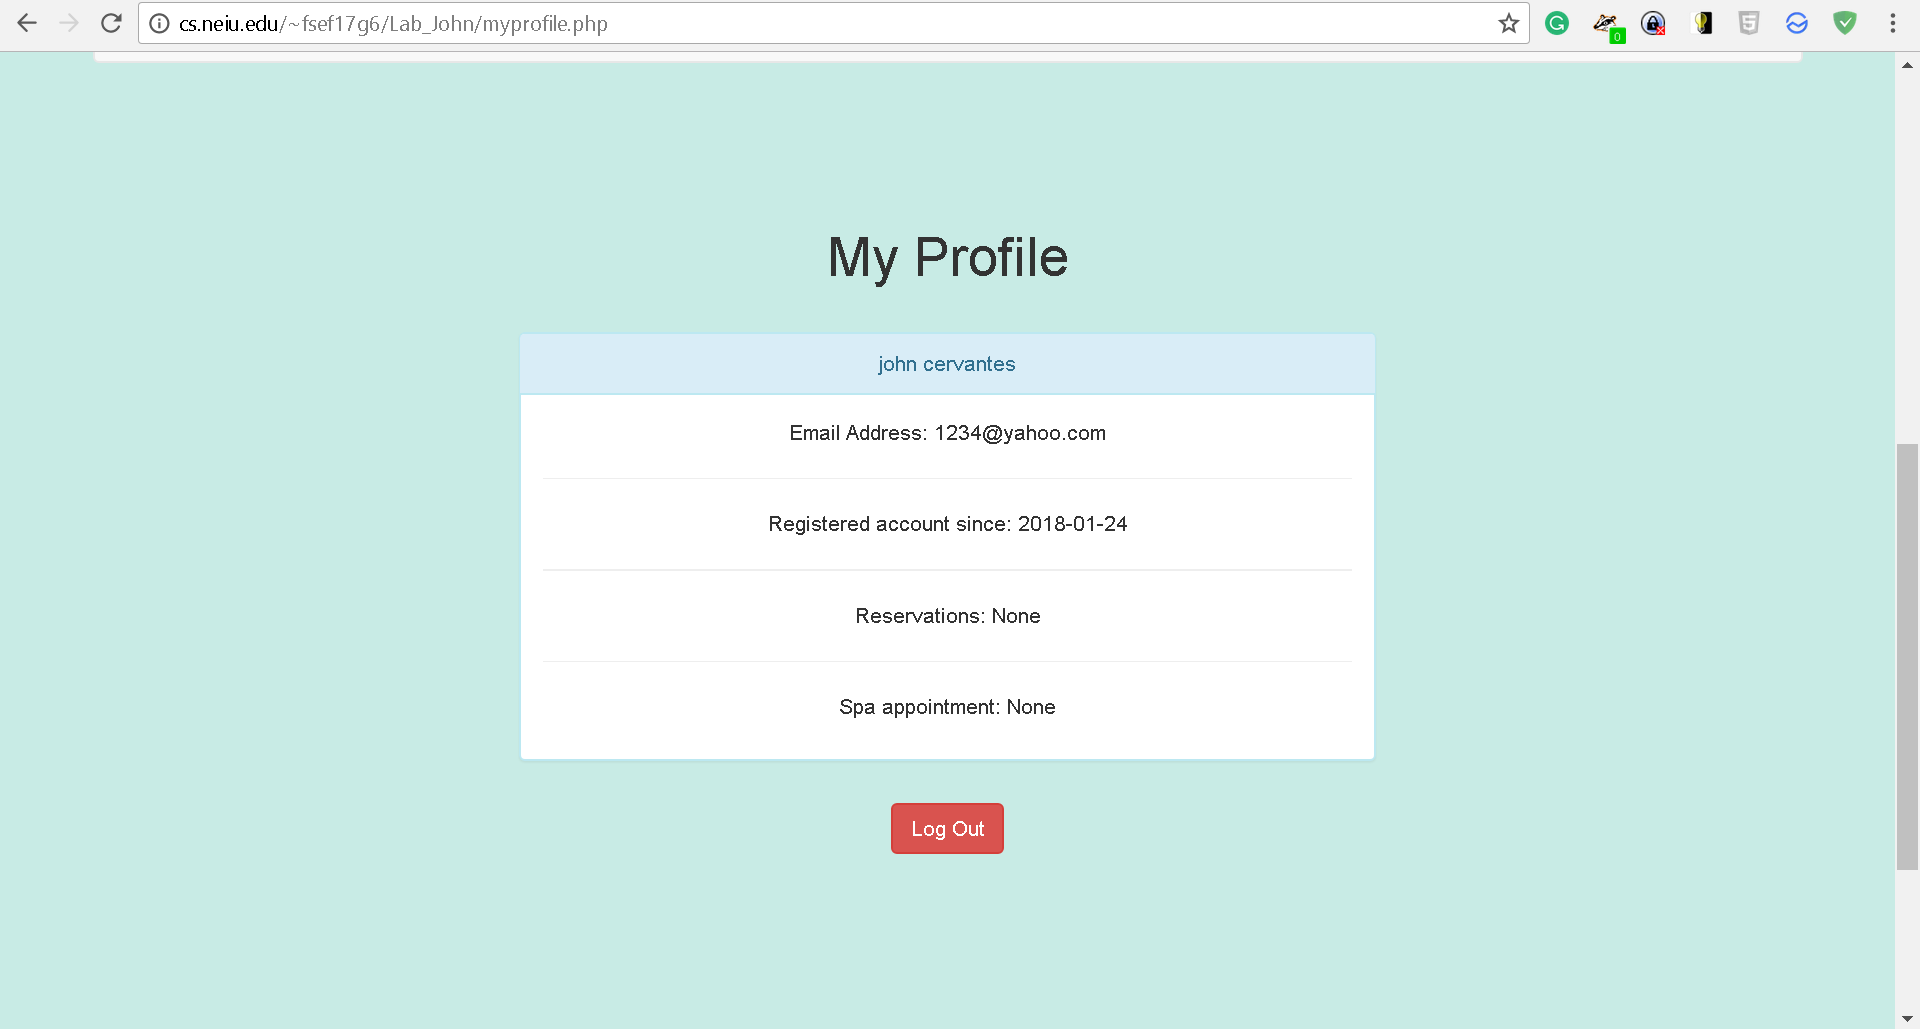 cs.neiu.edu/~fsef17g6/Lab_John/myprofile.php
0
My Profile
john cervantes
Email Address: 1234@yahoo.com
Registered account since: 2018-01-24
Reservations: None
Spa appointment: None
Log Out